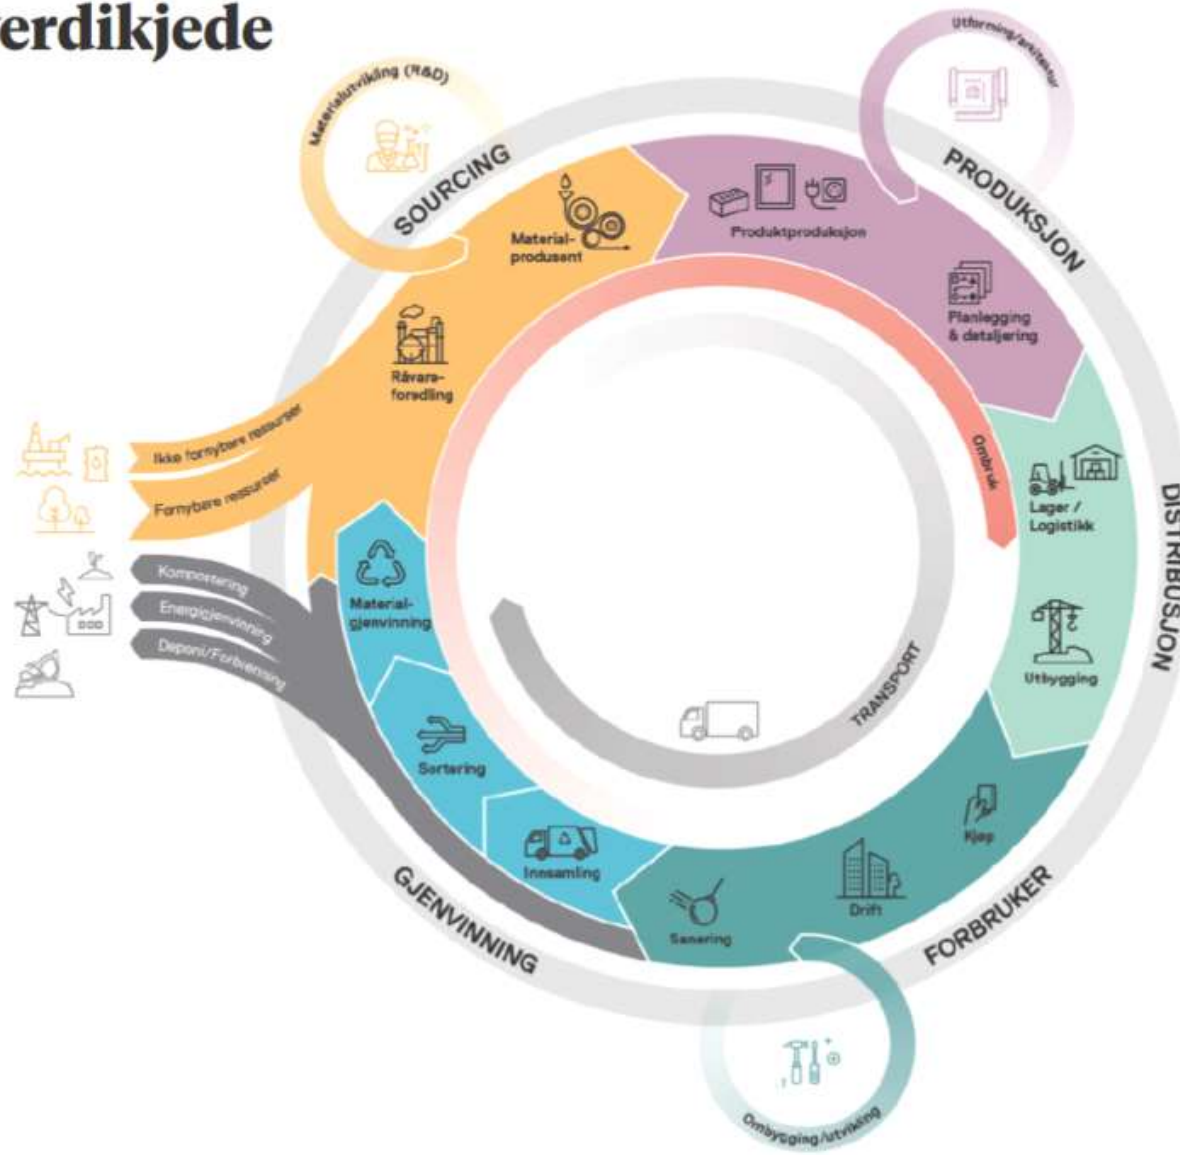 erdikjede
Materialutvikling (R&D)
Utforming/arkitektur
SOURCING
PRODUKSJON
Material-
produsent
Produktproduksjon
Planlegging
& detaljering
Råvare-
foredling
Ikke fornybare ressurser
Fornybare ressurser
Ombruk
Lager /
Logistikk
DISTRIBUSJON
Kompostering
Energigjenvinning
Deponi/Forbrenning
Material-
gjenvinning
Utbygging
TRANSPORT
Sortering
Kjøp
Innsamling
Drift
Sanering
GJENVINNING
FORBRUKER
Ombygging/utvikling